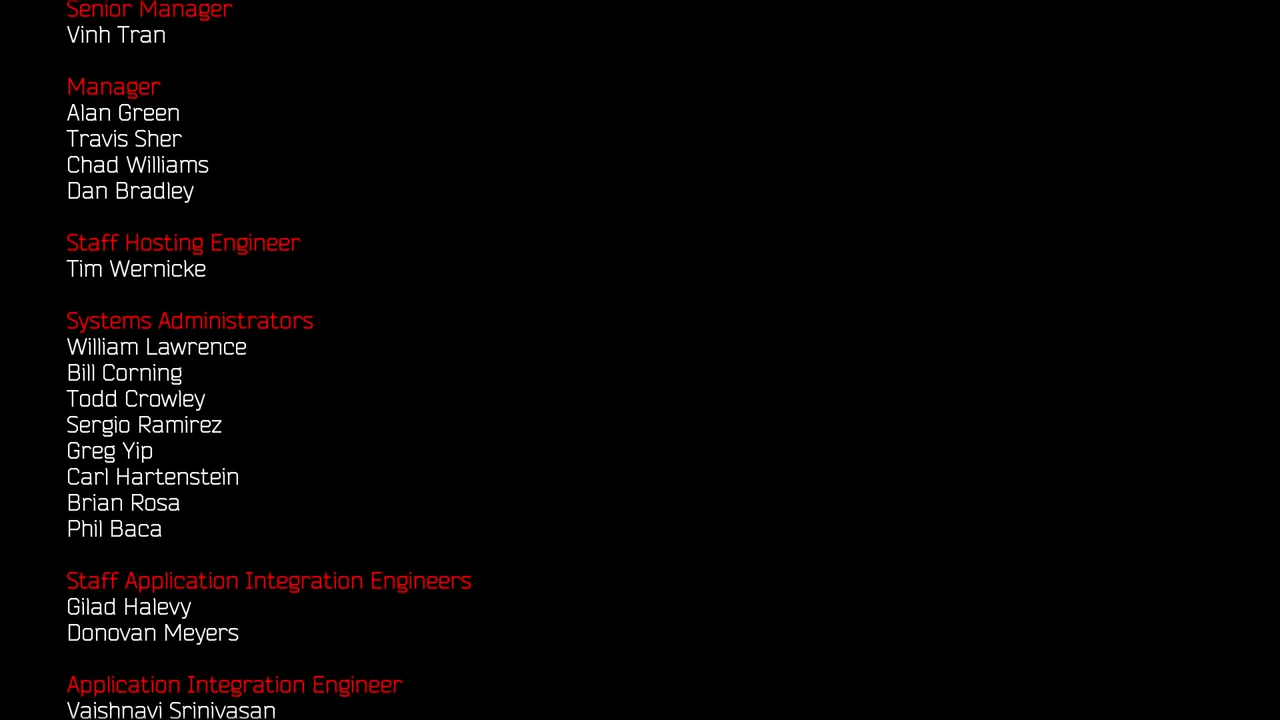 Senior Manager
Vinh Tran
Manager
Alan Green
Travis Sher
Chad Williams
Dan Bradley
Staff Hosting Engineer
Tim Wernicke
Systems Administrators
William Lawrence
Bill Corning
Todd Crowley
Sergio Ramirez
Greg Yip
Carl Hartenstein
Brian Rosa
Phil Baca
Staff Application Integration Engineers
Gilad Halevy
Donovan Meyers
Application Integration Engineer
Vaishnavi Srinivasan